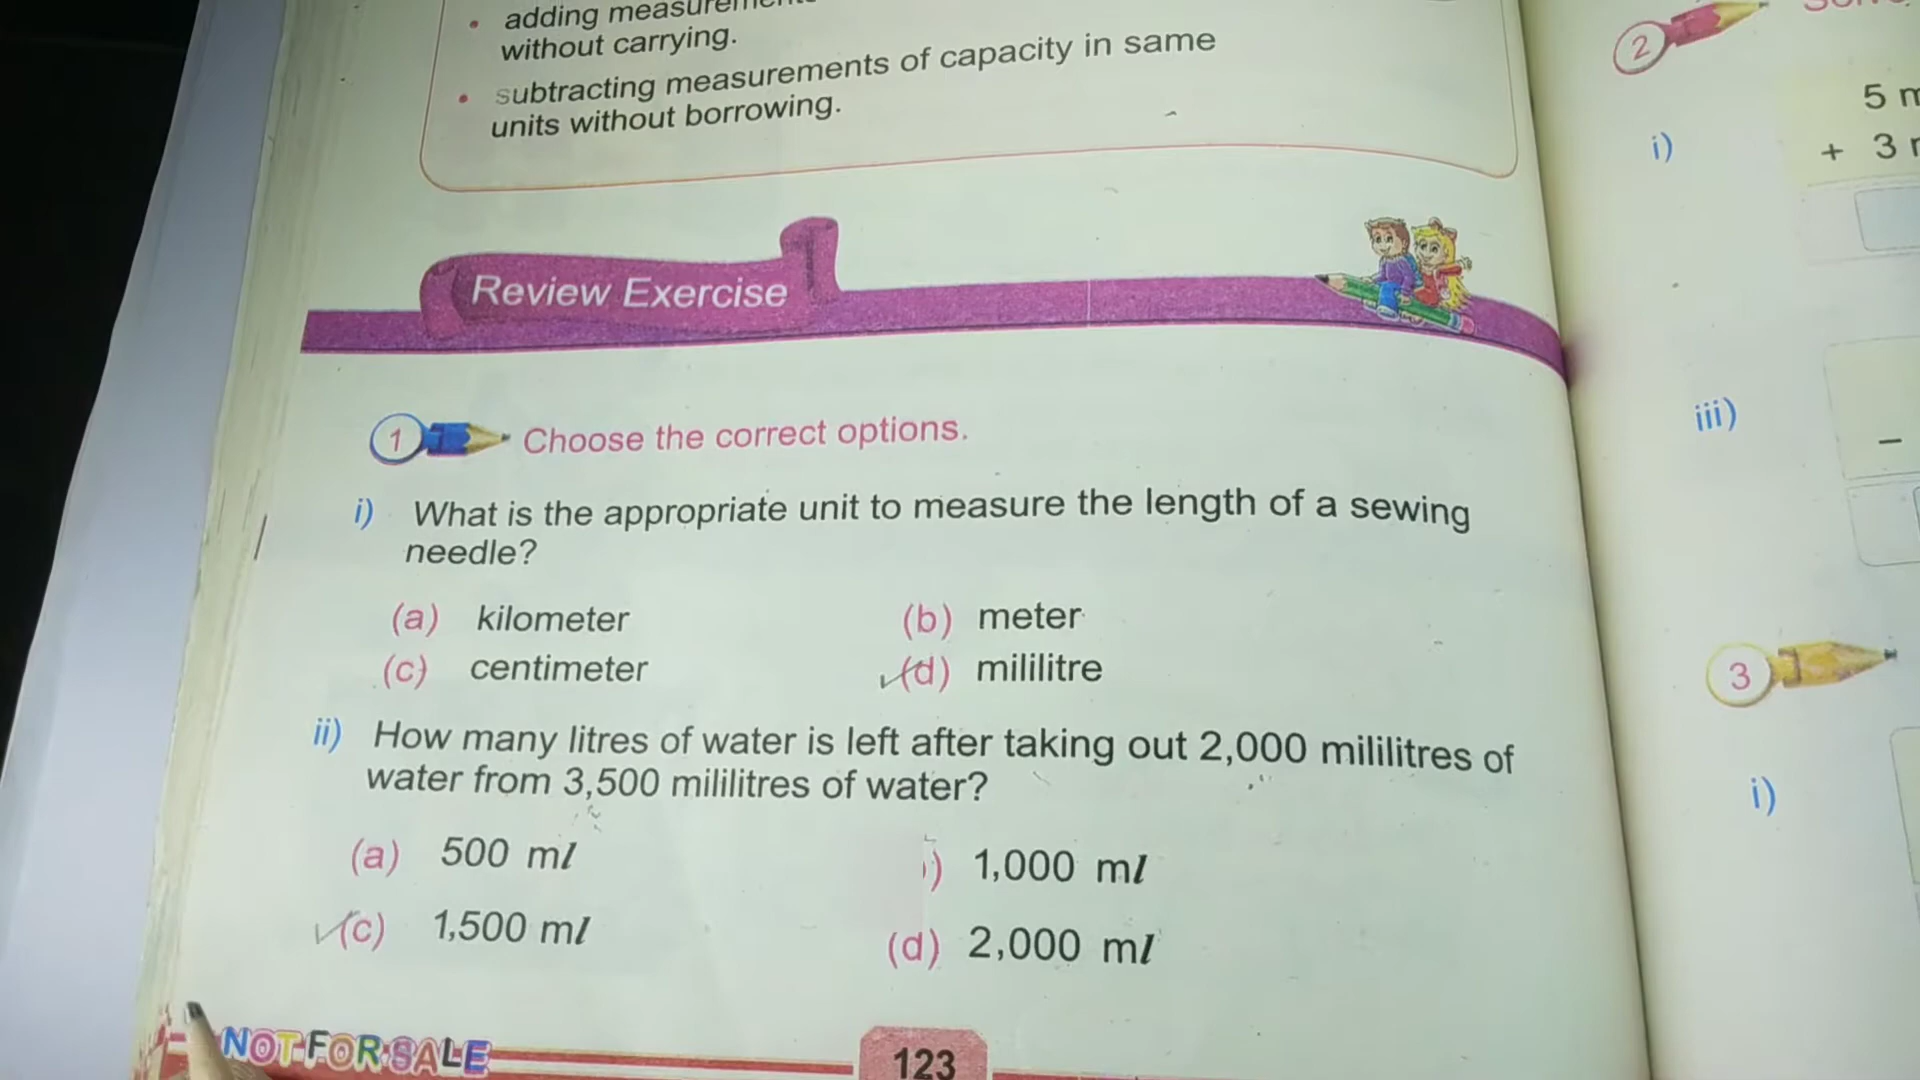 adding measurements
without carrying.
subtracting measurements of capacity in same
units without borrowing.
Review Exercise
1 Choose the correct options.
i) What is the appropriate unit to measure the length of a sewing
needle?
(a) kilometer (b) meter
(c) centimeter (d) mililitre
ii) How many litres of water is left after taking out 2,000 mililitres of
water from 3,500 mililitres of water?
(a) 500 ml ) 1,000 ml
(c) 1,500 ml (d) 2,000 ml
NOT FOR SALE
123
2
5
i) + 3
iii) −
3
i)